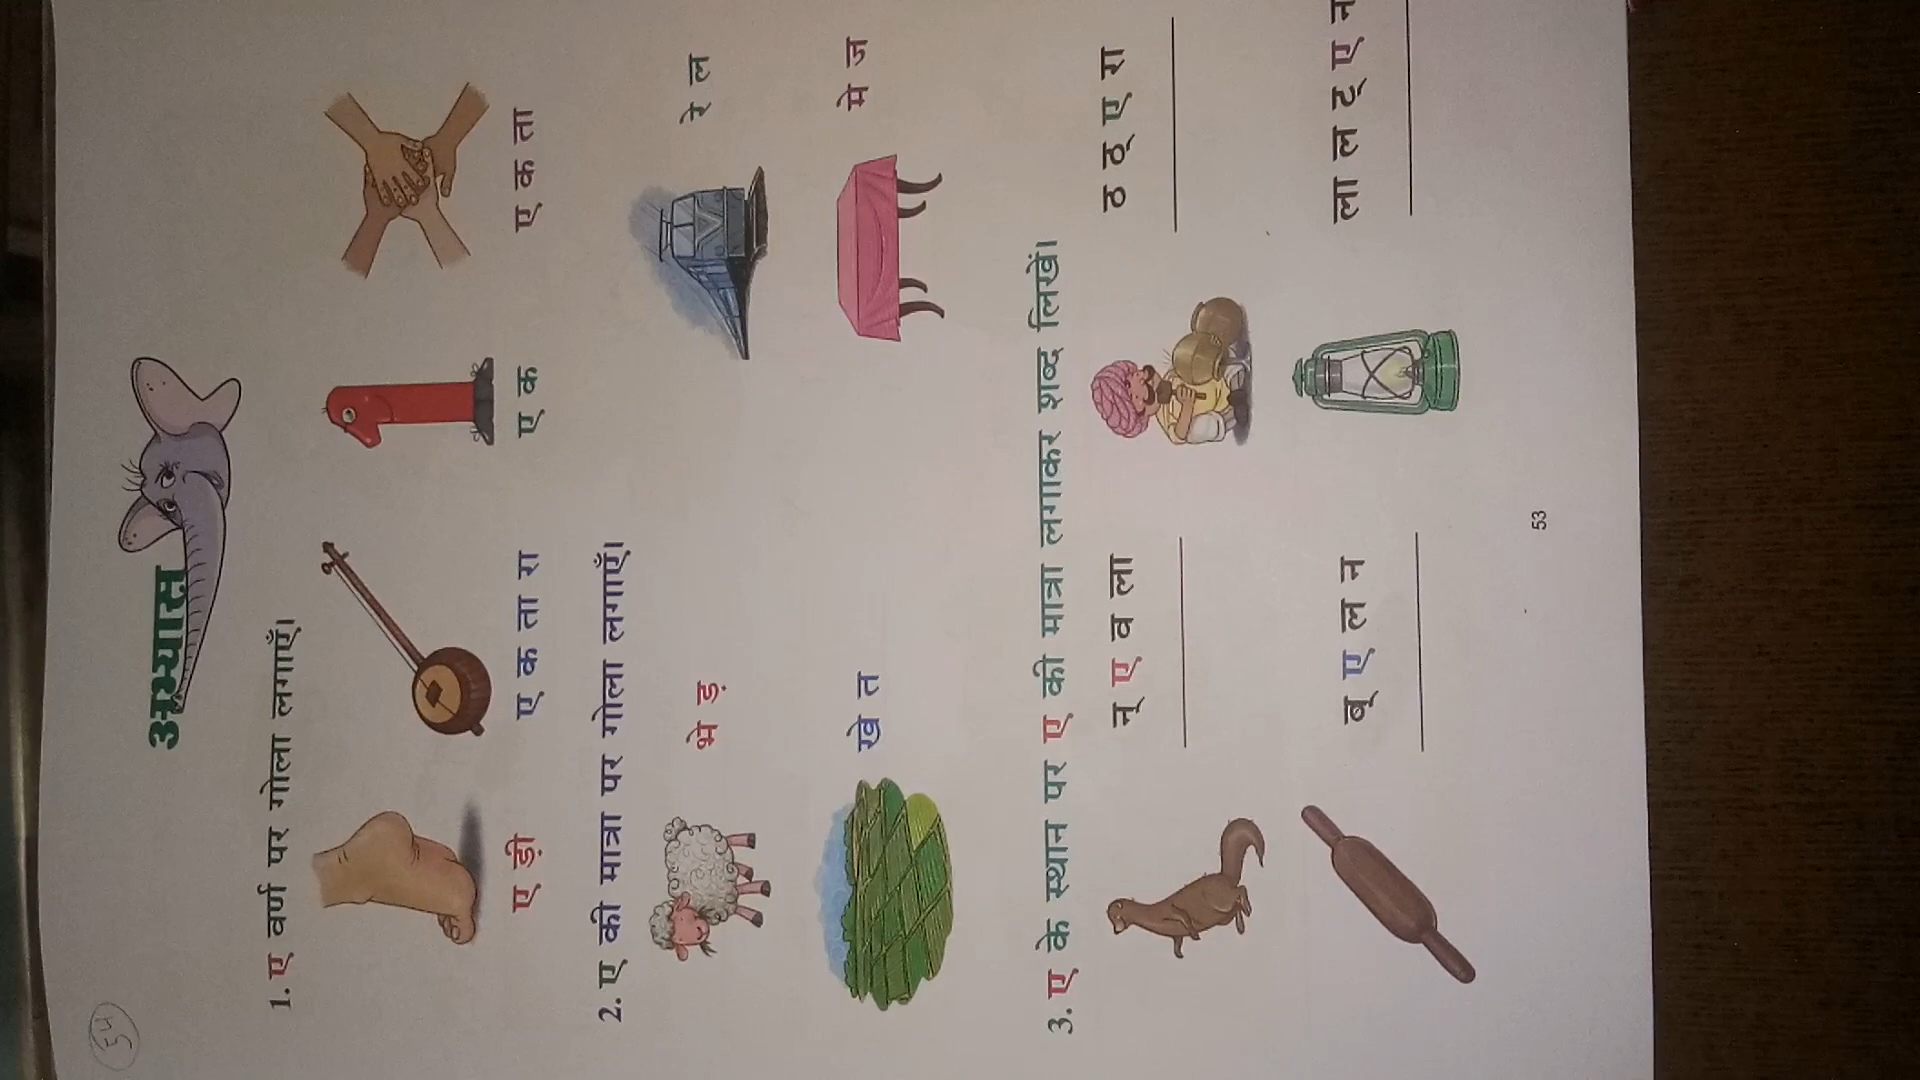 54
अभ्यास
1. ए वर्ण पर गोला लगाएँ।
ए ड़ी ए क ता रा ए क ए क ता
2. ए की मात्रा पर गोला लगाएँ।
भे ड़ रे ल
खे त मे ज
3. ए के स्थान पर ए की मात्रा लगाकर शब्द लिखें।
न् ए व ला ठ ठ् ए रा
ब् ए ल न ला ल ट् ए न
53